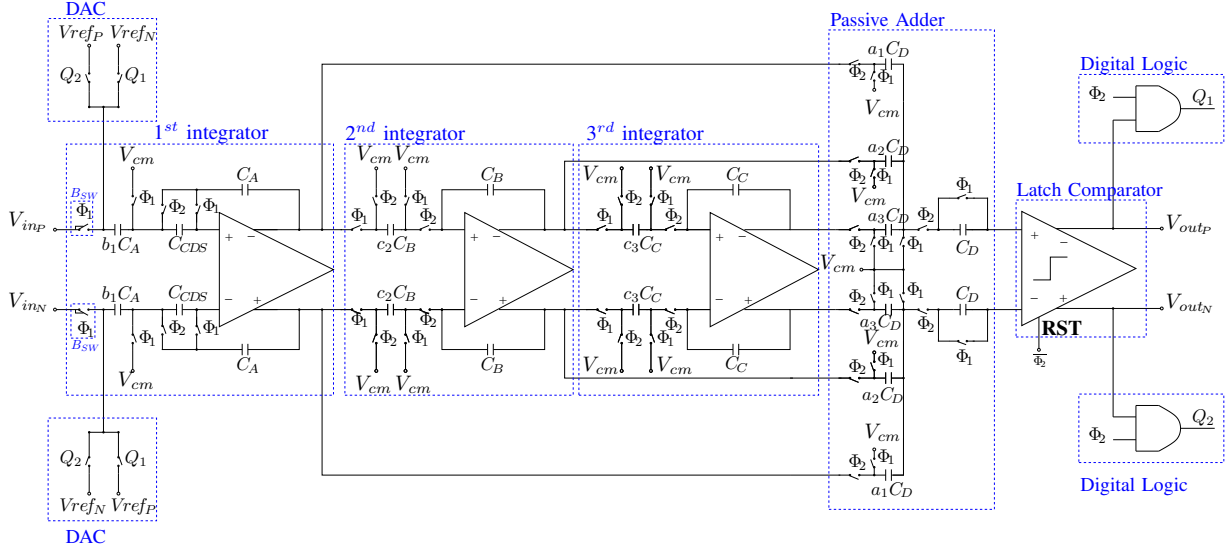 DAC
Passive Adder
Vref_P Vref_N
a_1C_D
Digital Logic
Q_2 Q_1
Φ_2 Φ_1
Φ_2 Q_1
V_cm
1^st integrator
2^nd integrator
3^rd integrator
V_cm
V_cm V_cm
V_cm V_cm
a_2C_D
Φ_2 Φ_1
V_cm
C_A
C_B
C_C
Latch Comparator
B_SW
Φ_1
Φ_1
Φ_2 Φ_1
Φ_2 Φ_1
Φ_2 Φ_1
Φ_1
V_inP
b_1C_A
C_CDS
+ −
Φ_1
c_2C_B
Φ_2
+ −
Φ_1
c_3C_C
Φ_2
+ −
a_3C_D
Φ_2
C_D
+ −
V_outP
Φ_2 Φ_1 Φ_1
V_cm
V_inN
b_1C_A
C_CDS
− +
c_2C_B
− +
c_3C_C
− +
Φ_2 Φ_1 Φ_1
C_D
− +
V_outN
Φ_1
B_SW
Φ_1
Φ_2 Φ_1
Φ_1
Φ_2
Φ_1
Φ_2
a_3C_D
Φ_2
RST
Φ_2 Φ_1
Φ_2 Φ_1
V_cm
Φ_1
Φ_2
C_A
C_B
C_C
Φ_2 Φ_1
V_cm
V_cm V_cm
V_cm V_cm
a_2C_D
Q_2
Φ_2
V_cm
Q_2 Q_1
Φ_2 Φ_1
a_1C_D
Vref_N Vref_P
Digital Logic
DAC